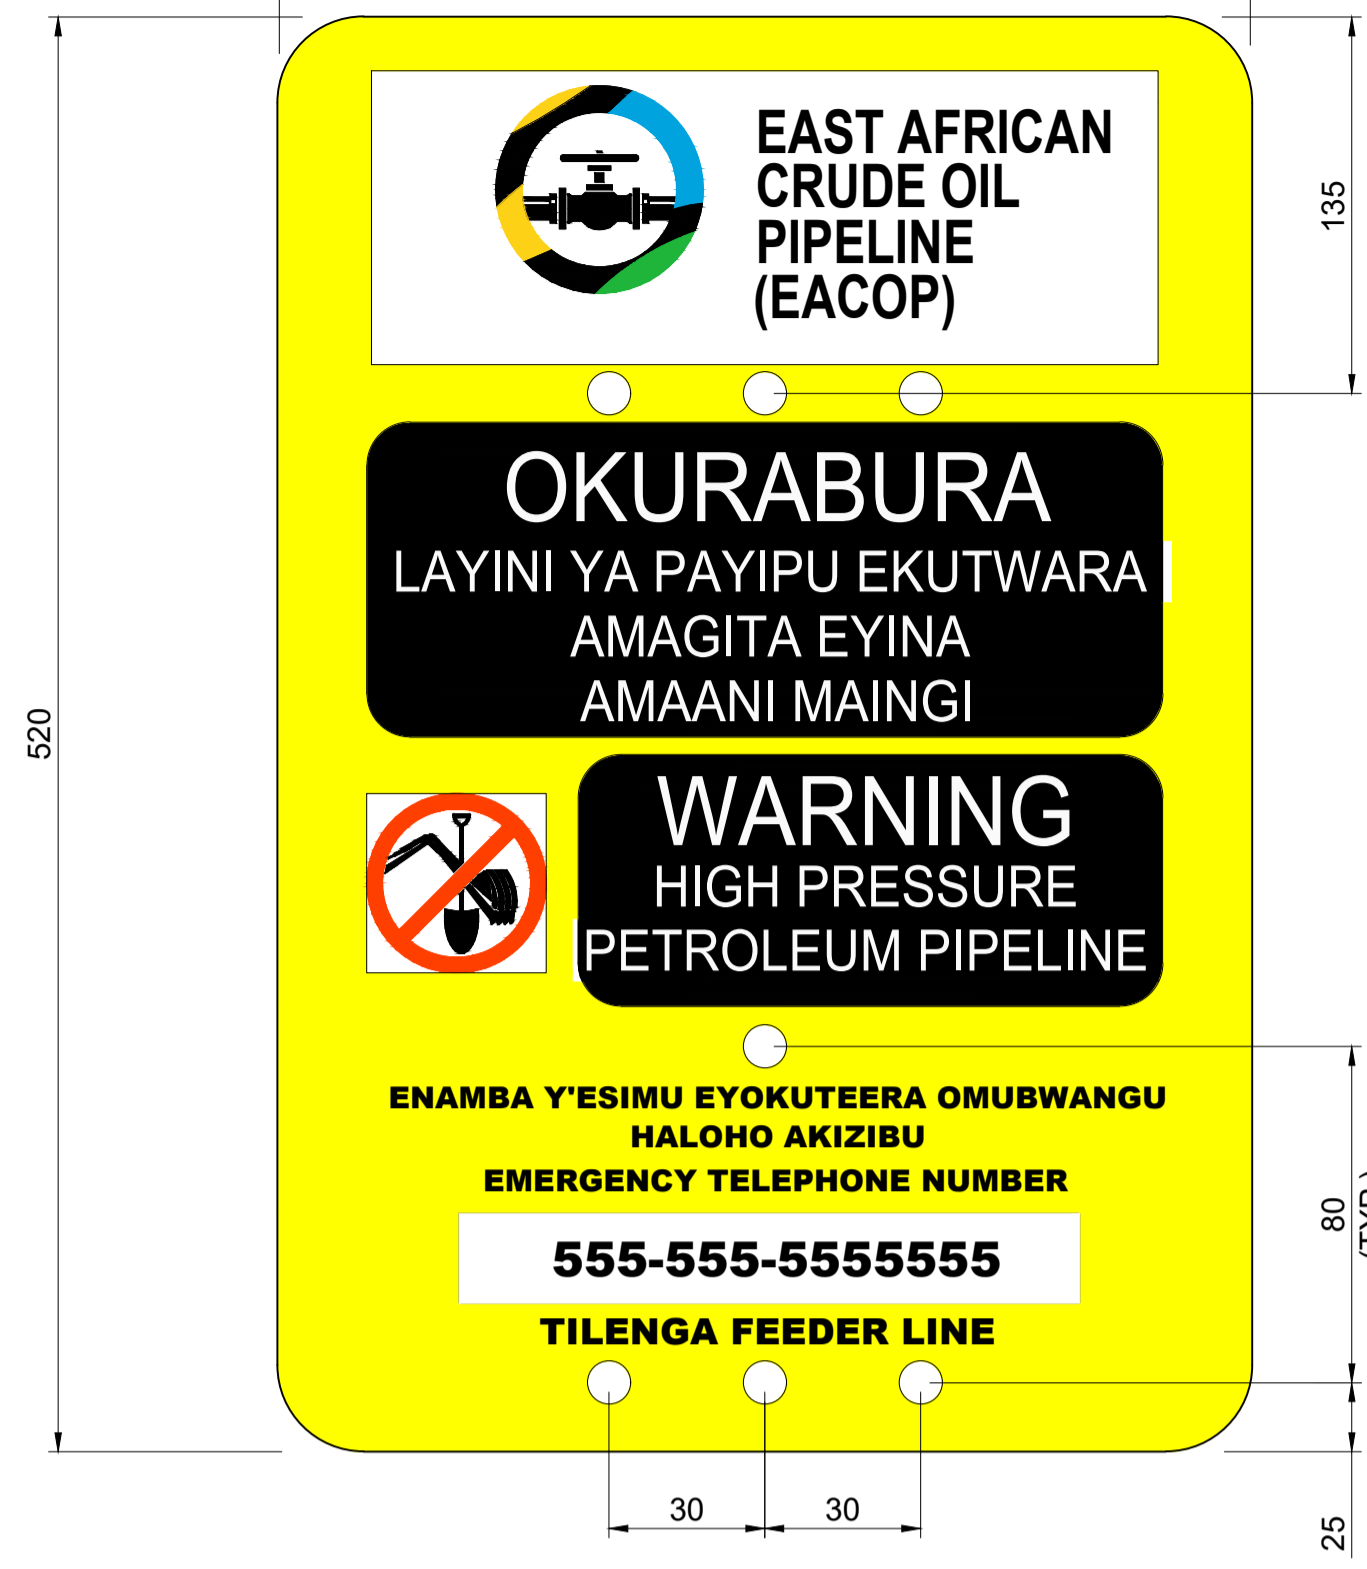 EAST AFRICAN
CRUDE OIL
PIPELINE
(EACOP)
135
OKURABURA
LAYINI YA PAYIPU EKUTWARA
AMAGITA EYINA
AMAANI MAINGI
520
WARNING
HIGH PRESSURE
PETROLEUM PIPELINE
ENAMBA Y'ESIMU EYOKUTEERA OMUBWANGU
HALOHO AKIZIBU
EMERGENCY TELEPHONE NUMBER
80
555-555-5555555
TILENGA FEEDER LINE
30
30
25